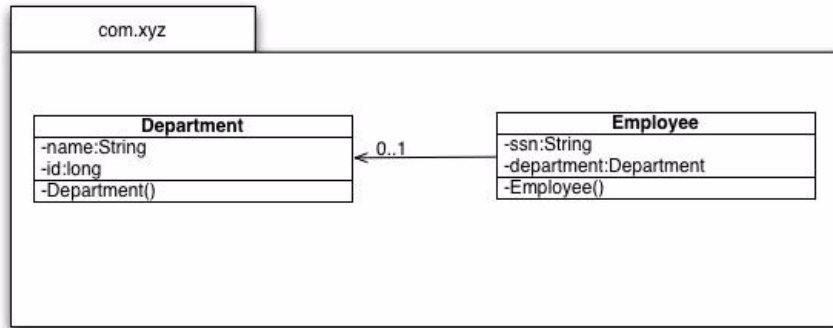 com.xyz
Department
-name:String
-id:long
-Department()
0..1
Employee
-ssn:String
-department:Department
-Employee()